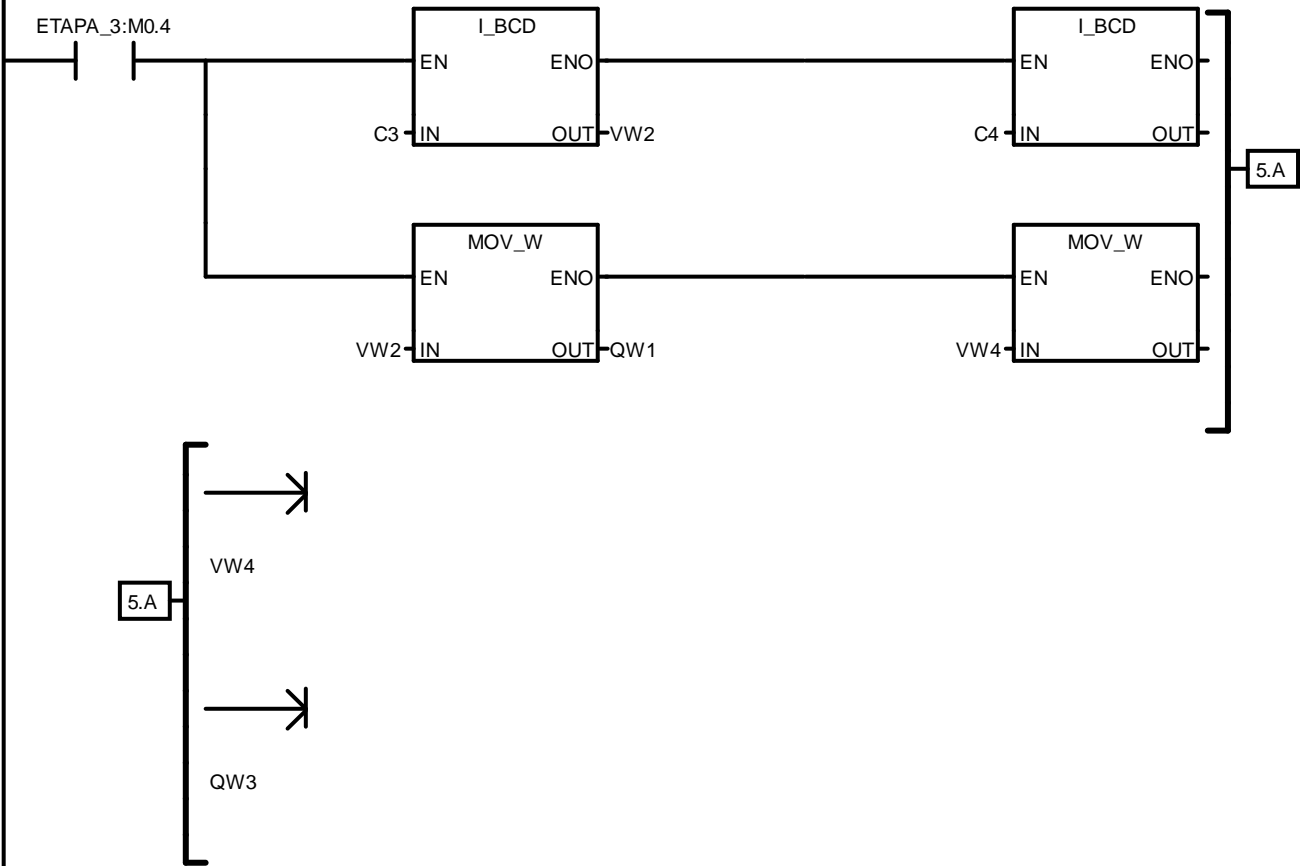 ETAPA_3:M0.4
I_BCD
I_BCD
EN ENO
EN ENO
C3 IN OUT VW2
C4 IN OUT
5.A
MOV_W
MOV_W
EN ENO
EN ENO
VW2 IN OUT QW1
VW4 IN OUT
VW4
5.A
QW3